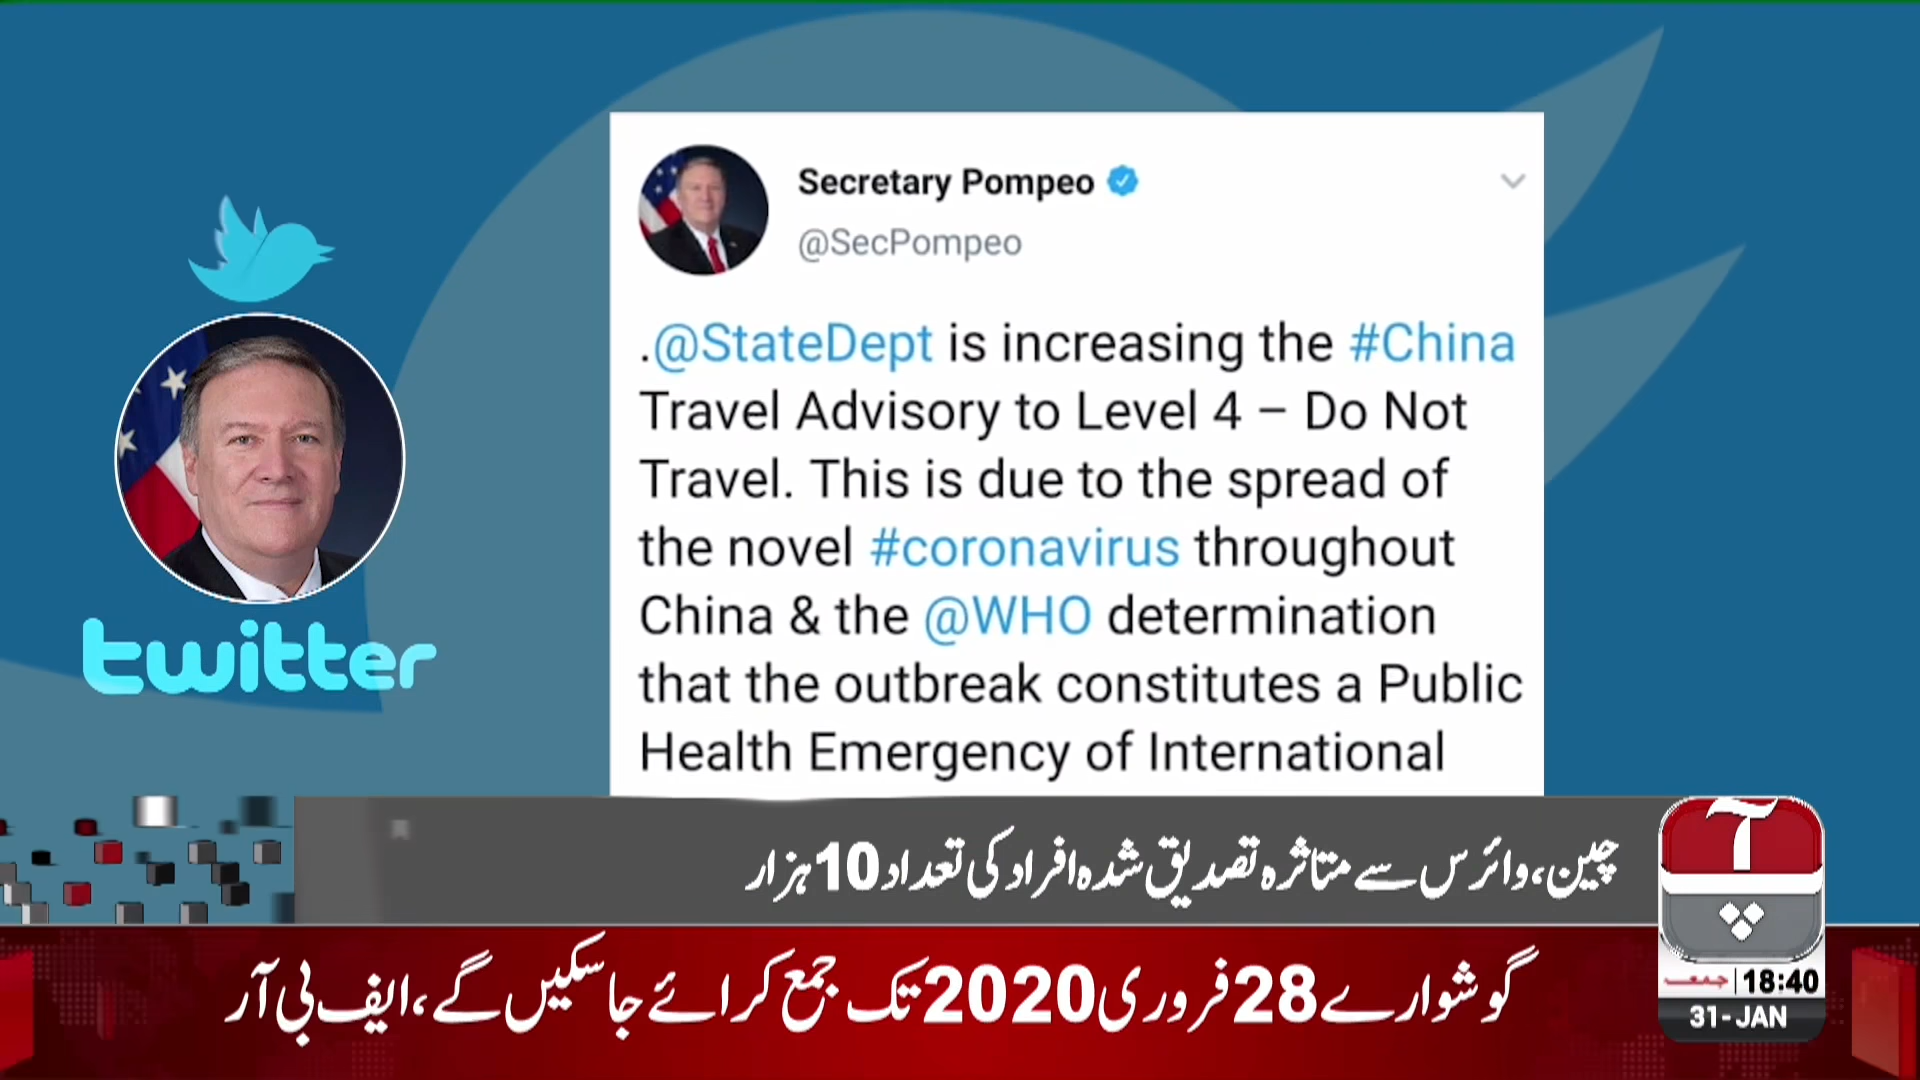 Secretary Pompeo
@SecPompeo
.@StateDept is increasing the #China
Travel Advisory to Level 4 – Do Not
Travel. This is due to the spread of
the novel #coronavirus throughout
China & the @WHO determination
that the outbreak constitutes a Public
Health Emergency of International
twitter
چین، وائرس سے متاثرہ تصدیق شدہ افراد کی تعداد 10 ہزار
گوشوارے 28 فروری 2020 تک جمع کرائے جاسکیں گے، ایف بی آر
آپ
جمعہ 18:40
31-JAN